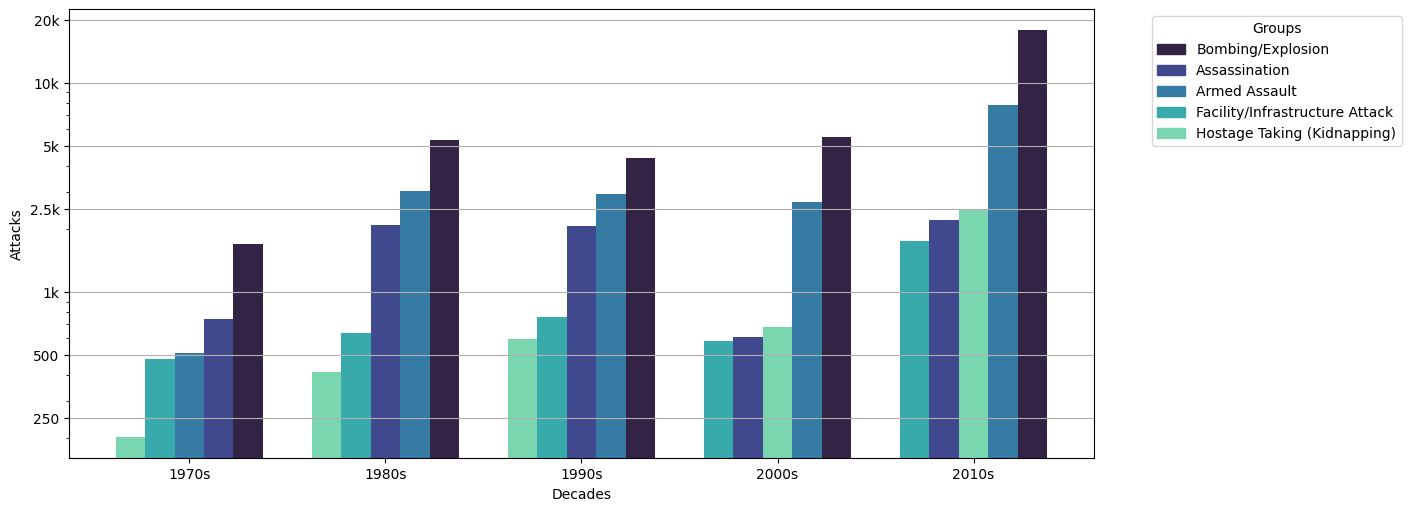 20k
10k
5k
2.5k
1k
500
250
Attacks
1970s
1980s
1990s
2000s
2010s
Decades
Groups
Bombing/Explosion
Assassination
Armed Assault
Facility/Infrastructure Attack
Hostage Taking (Kidnapping)